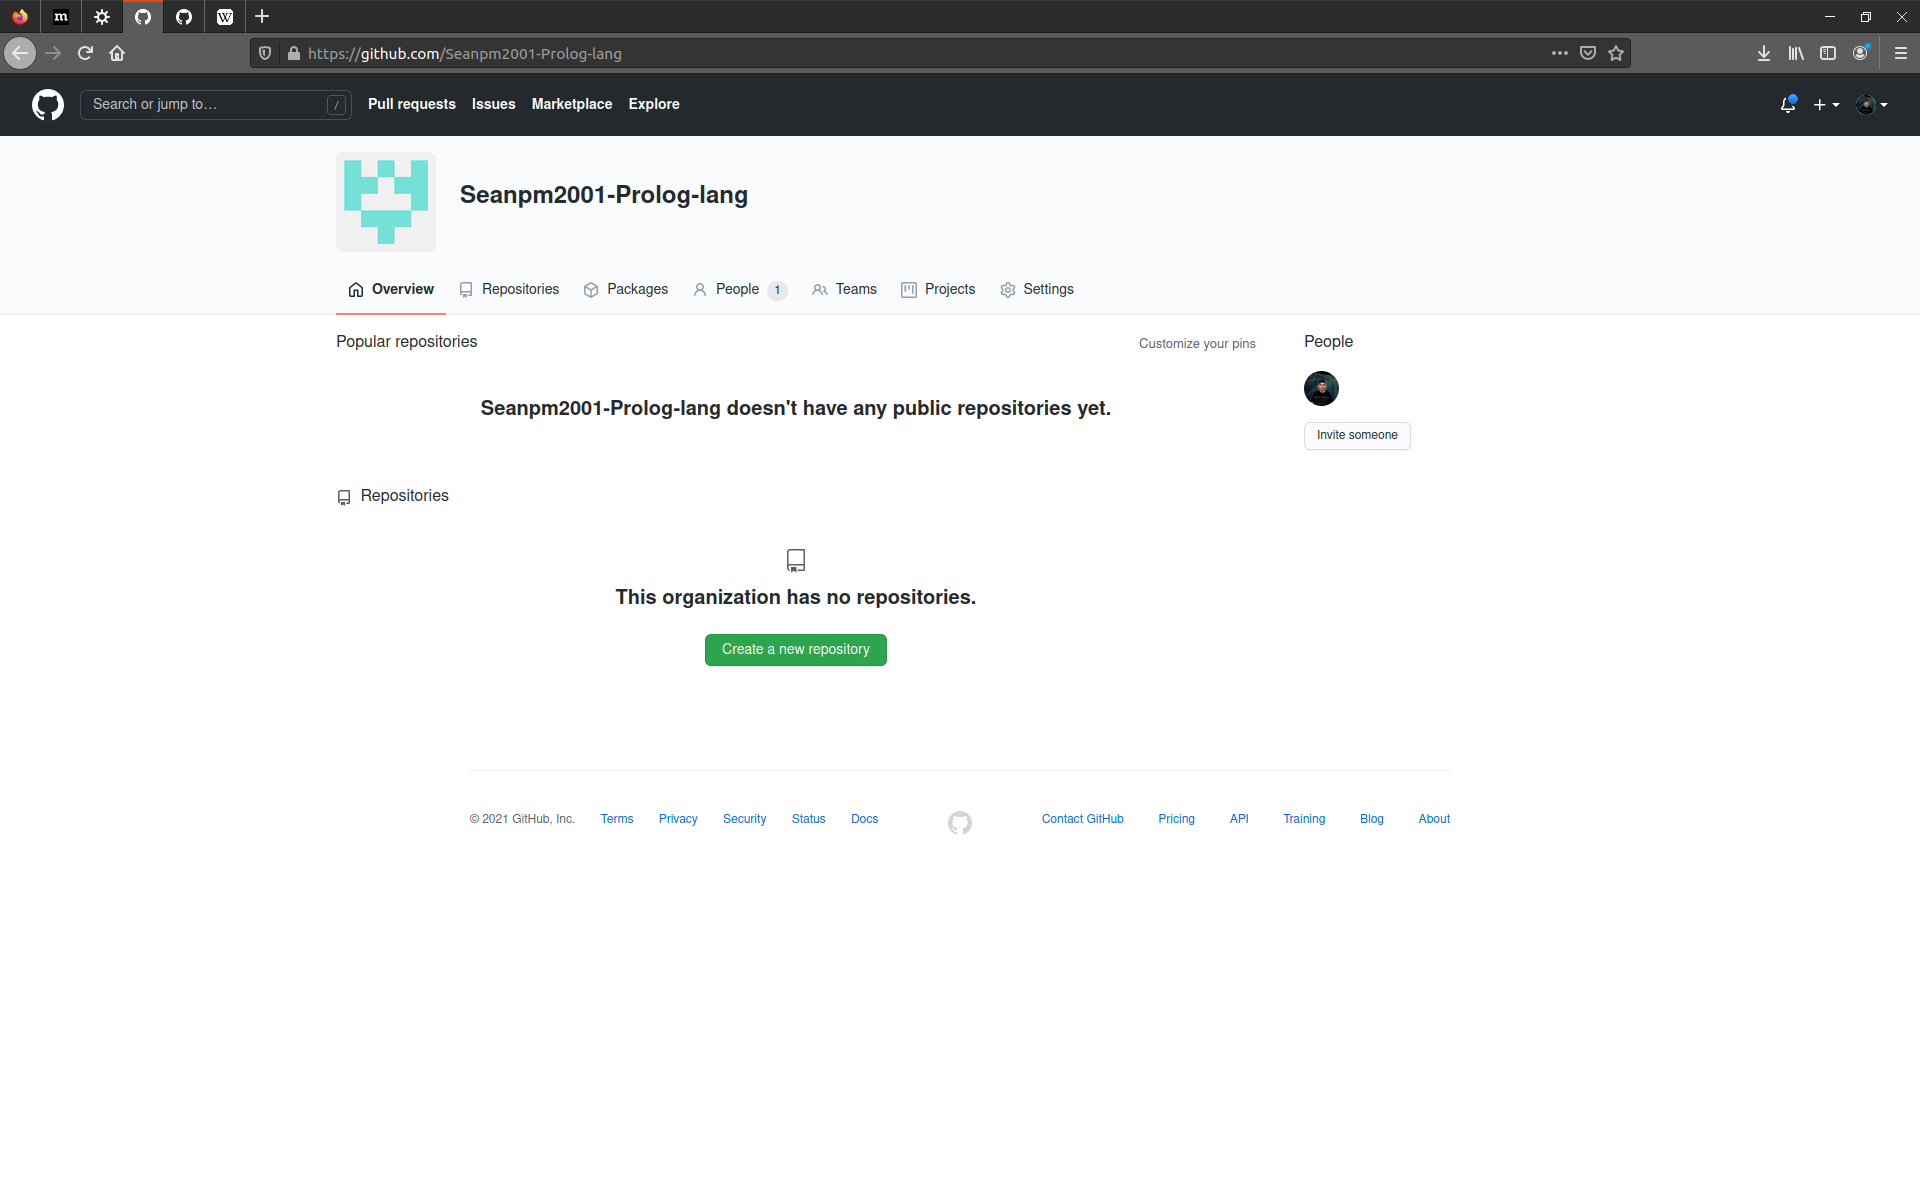 m
W
https://github.com/Seanpm2001-Prolog-lang
Search or jump to… /
Pull requests Issues Marketplace Explore
Seanpm2001-Prolog-lang
Overview Repositories Packages People 1 Teams Projects Settings
Popular repositories Customize your pins
People
Seanpm2001-Prolog-lang doesn't have any public repositories yet.
Invite someone
Repositories
This organization has no repositories.
Create a new repository
© 2021 GitHub, Inc. Terms Privacy Security Status Docs Contact GitHub Pricing API Training Blog About